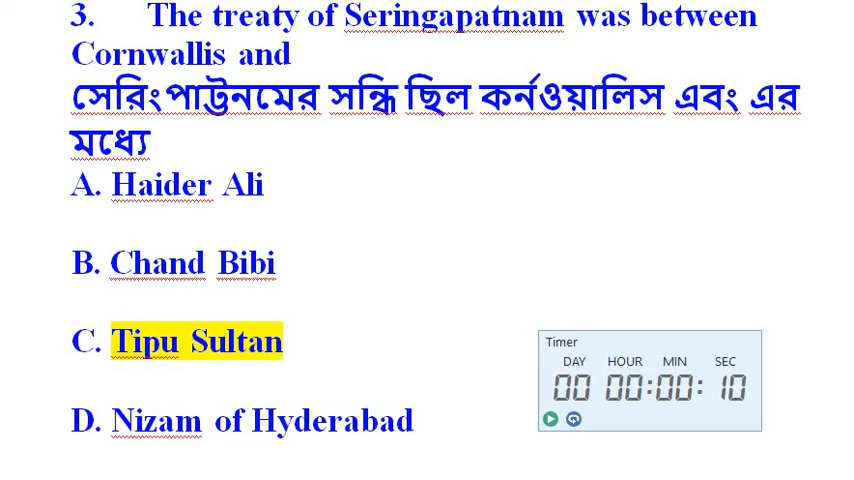 3. The treaty of Seringapatnam was between
Cornwallis and
সেরিংপাট্টনমের সন্ধি ছিল কর্নওয়ালিস এবং এর
মধ্যে
A. Haider Ali
B. Chand Bibi
C. Tipu Sultan
D. Nizam of Hyderabad
Timer
DAY HOUR MIN SEC
00 00:00:10